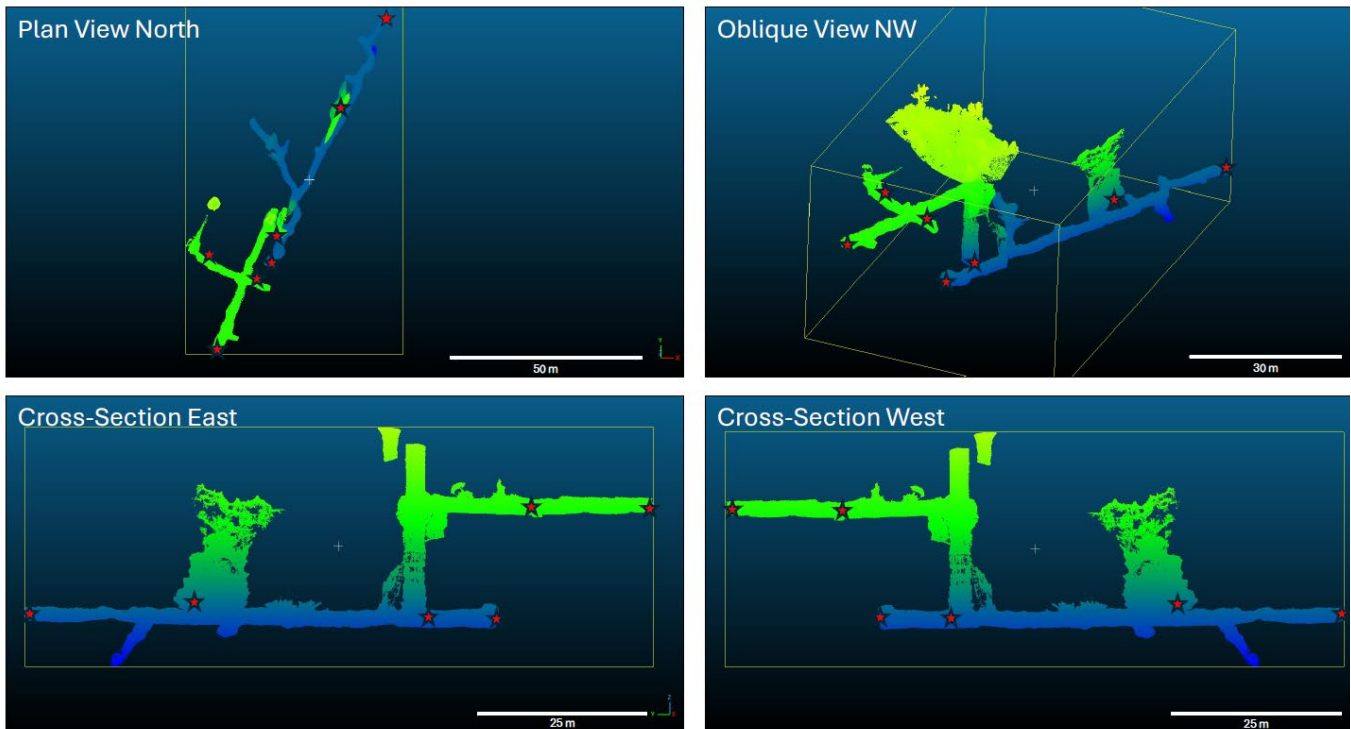 Plan View North
50 m
Y
X
Oblique View NW
30 m
Cross-Section East
25 m
Z
Y
X
Cross-Section West
25 m